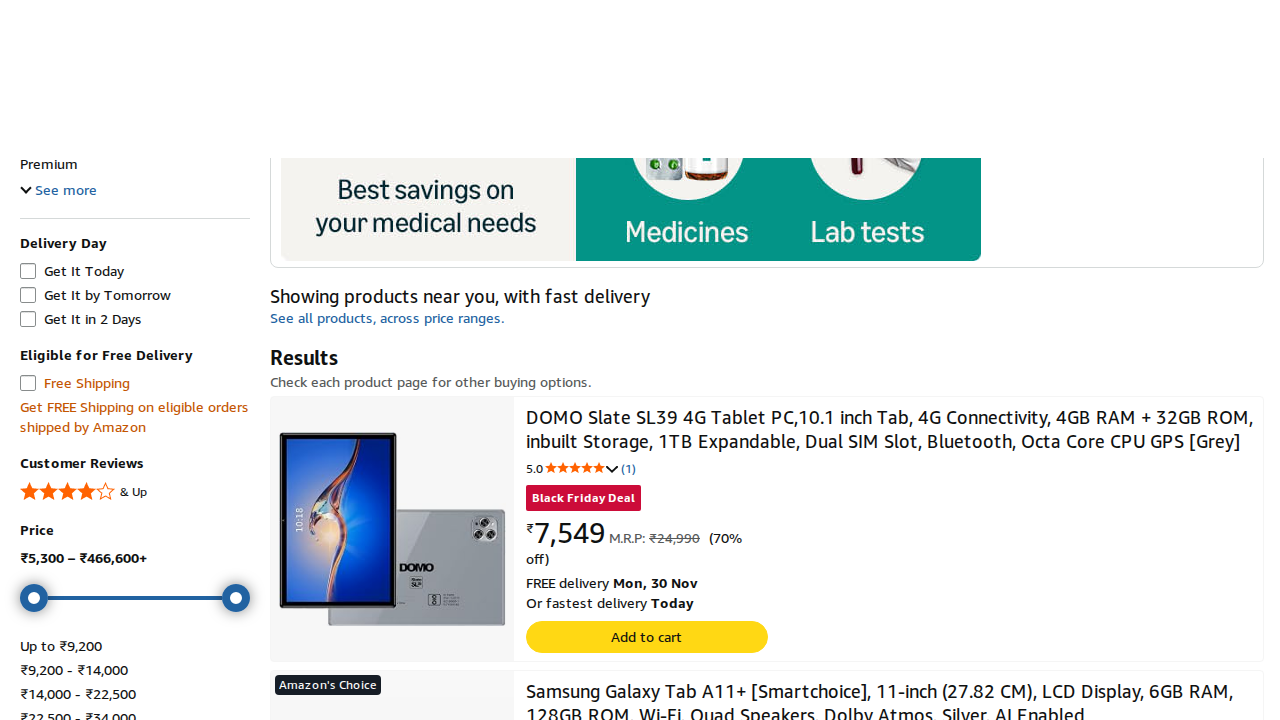 Premium
See more
Delivery Day
Get It Today
Get It by Tomorrow
Get It in 2 Days
Eligible for Free Delivery
Free Shipping
Get FREE Shipping on eligible orders
shipped by Amazon
Customer Reviews
& Up
Price
₹5,300 – ₹466,600+
Up to ₹9,200
₹9,200 - ₹14,000
₹14,000 - ₹22,500
₹22,500 - ₹34,000
Best savings on
your medical needs
Medicines
Lab tests
Showing products near you, with fast delivery
See all products, across price ranges.
Results
Check each product page for other buying options.
10:18
DOMO
DOMO Slate SL39 4G Tablet PC,10.1 inch Tab, 4G Connectivity, 4GB RAM + 32GB ROM,
inbuilt Storage, 1TB Expandable, Dual SIM Slot, Bluetooth, Octa Core CPU GPS [Grey]
5.0 (1)
Black Friday Deal
₹7,549 M.R.P: ₹24,990 (70%
off)
FREE delivery Mon, 30 Nov
Or fastest delivery Today
Add to cart
Amazon's Choice
Samsung Galaxy Tab A11+ [Smartchoice], 11-inch (27.82 CM), LCD Display, 6GB RAM,
128GB ROM, Wi-Fi, Quad Speakers, Dolby Atmos, Silver, AI Enabled